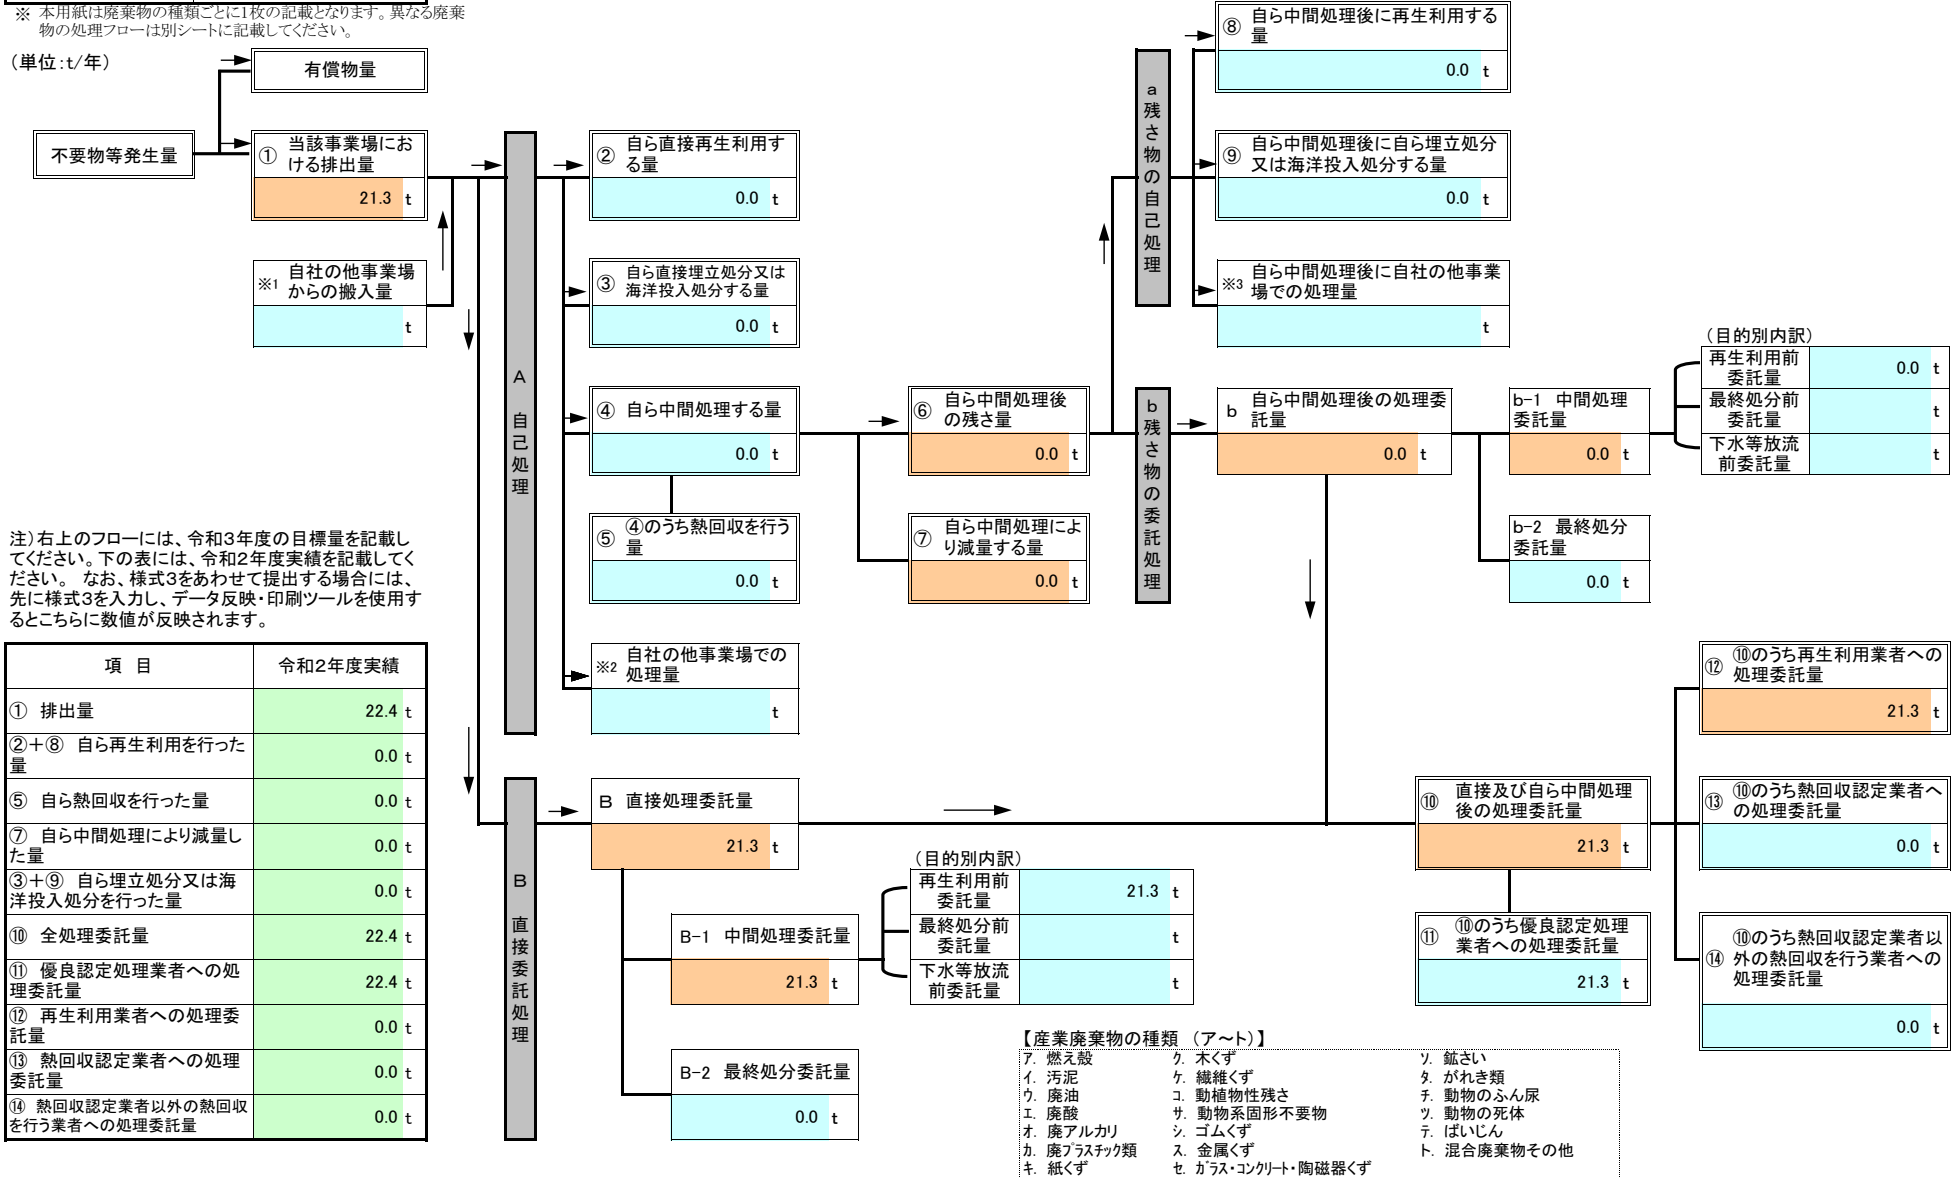 ※ 本用紙は廃棄物の種類ごとに1枚の記載となります。異なる廃棄
物の処理フローは別シートに記載してください。
（単位:t/年）
有償物量
不要物等発生量
① 当該事業場にお
ける排出量
21.3 t
※1 自社の他事業場
からの搬入量
t
A 自己処理
② 自ら直接再生利用す
る量
0.0 t
③ 自ら直接埋立処分又は
海洋投入処分する量
0.0 t
④ 自ら中間処理する量
0.0 t
⑤ ④のうち熱回収を行う
量
0.0 t
※2 自社の他事業場での
処理量
t
⑥ 自ら中間処理後
の残さ量
0.0 t
⑦ 自ら中間処理によ
り減量する量
0.0 t
a 残さ物の自己処理
⑧ 自ら中間処理後に再生利用する
量
0.0 t
⑨ 自ら中間処理後に自ら埋立処分
又は海洋投入処分する量
0.0 t
※3 自ら中間処理後に自社の他事業
場での処理量
t
b 残さ物の委託処理
b 自ら中間処理後の処理委
託量
0.0 t
b-1 中間処理
委託量
0.0 t
b-2 最終処分
委託量
0.0 t
（目的別内訳）
再生利用前
委託量
0.0 t
最終処分前
委託量
t
下水等放流
前委託量
t
注）右上のフローには、令和3年度の目標量を記載し
てください。下の表には、令和2年度実績を記載してく
ださい。 なお、様式3をあわせて提出する場合には、
先に様式3を入力し、データ反映・印刷ツールを使用す
るとこちらに数値が反映されます。
項 目 令和2年度実績
① 排出量 22.4 t
②＋⑧ 自ら再生利用を行った
量 0.0 t
⑤ 自ら熱回収を行った量 0.0 t
⑦ 自ら中間処理により減量し
た量 0.0 t
③＋⑨ 自ら埋立処分又は海
洋投入処分を行った量 0.0 t
⑩ 全処理委託量 22.4 t
⑪ 優良認定処理業者への処
理委託量 22.4 t
⑫ 再生利用業者への処理委
託量 0.0 t
⑬ 熱回収認定業者への処理
委託量 0.0 t
⑭ 熱回収認定業者以外の熱回収
を行う業者への処理委託量 0.0 t
B 直接委託処理
B 直接処理委託量
21.3 t
B-1 中間処理委託量
21.3 t
B-2 最終処分委託量
0.0 t
（目的別内訳）
再生利用前
委託量
21.3 t
最終処分前
委託量
t
下水等放流
前委託量
t
⑩ 直接及び自ら中間処理
後の処理委託量
21.3 t
⑪ ⑩のうち優良認定処理
業者への処理委託量
21.3 t
⑫ ⑩のうち再生利用業者への
処理委託量
21.3 t
⑬ ⑩のうち熱回収認定業者へ
の処理委託量
0.0 t
⑭ ⑩のうち熱回収認定業者以
外の熱回収を行う業者への
処理委託量
0.0 t
【産業廃棄物の種類 （ア～ト）】
ア. 燃え殻 ク. 木くず ソ. 鉱さい
イ. 汚泥 ケ. 繊維くず タ. がれき類
ウ. 廃油 コ. 動植物性残さ チ. 動物のふん尿
エ. 廃酸 サ. 動物系固形不要物 ツ. 動物の死体
オ. 廃アルカリ シ. ゴムくず テ. ばいじん
カ. 廃プラスチック類 ス. 金属くず ト. 混合廃棄物その他
キ. 紙くず セ. ガラス・コンクリート・陶磁器くず